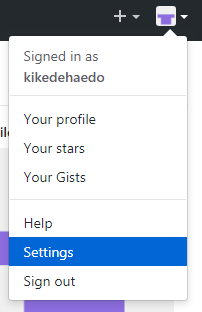 Signed in as
kikedehaedo
Your profile
Your stars
Your Gists
Help
Settings
Sign out